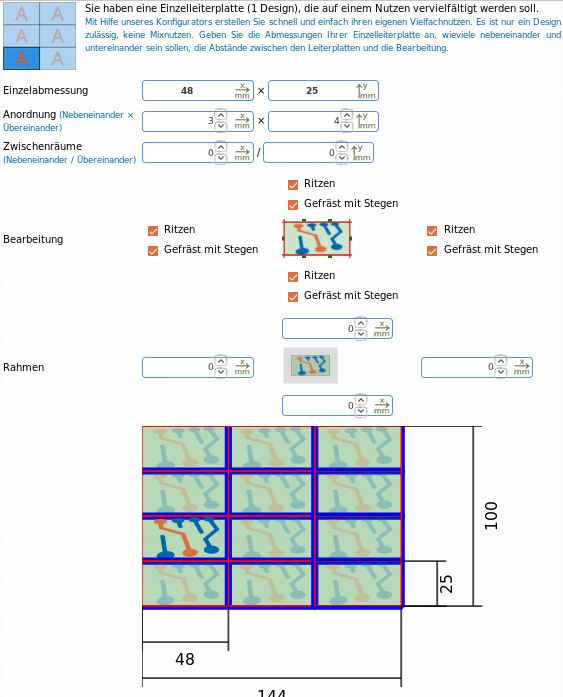 Sie haben eine Einzelleiterplatte (1 Design), die auf einem Nutzen vervielfältigt werden soll.
Mit Hilfe unseres Konfigurators erstellen Sie schnell und einfach ihren eigenen Vielfachnutzen. Es ist nur ein Design
zulässig, keine Mixnutzen. Geben Sie die Abmessungen Ihrer Einzelleiterplatte an, wieviele nebeneinander und
untereinander sein sollen, die Abstände zwischen den Leiterplatten und die Bearbeitung.
A A
A A
A A
Einzelabmessung 48 x mm × 25 y mm
Anordnung (Nebeneinander × Übereinander) 3 x mm × 4 y mm
Zwischenräume (Nebeneinander / Übereinander) 0 x mm / 0 y mm
Ritzen
Gefräst mit Stegen
Ritzen Ritzen
Bearbeitung
Gefräst mit Stegen Gefräst mit Stegen
Ritzen
Gefräst mit Stegen
0 x mm
Rahmen 0 x mm 0 x mm
0 x mm
100
25
48
144